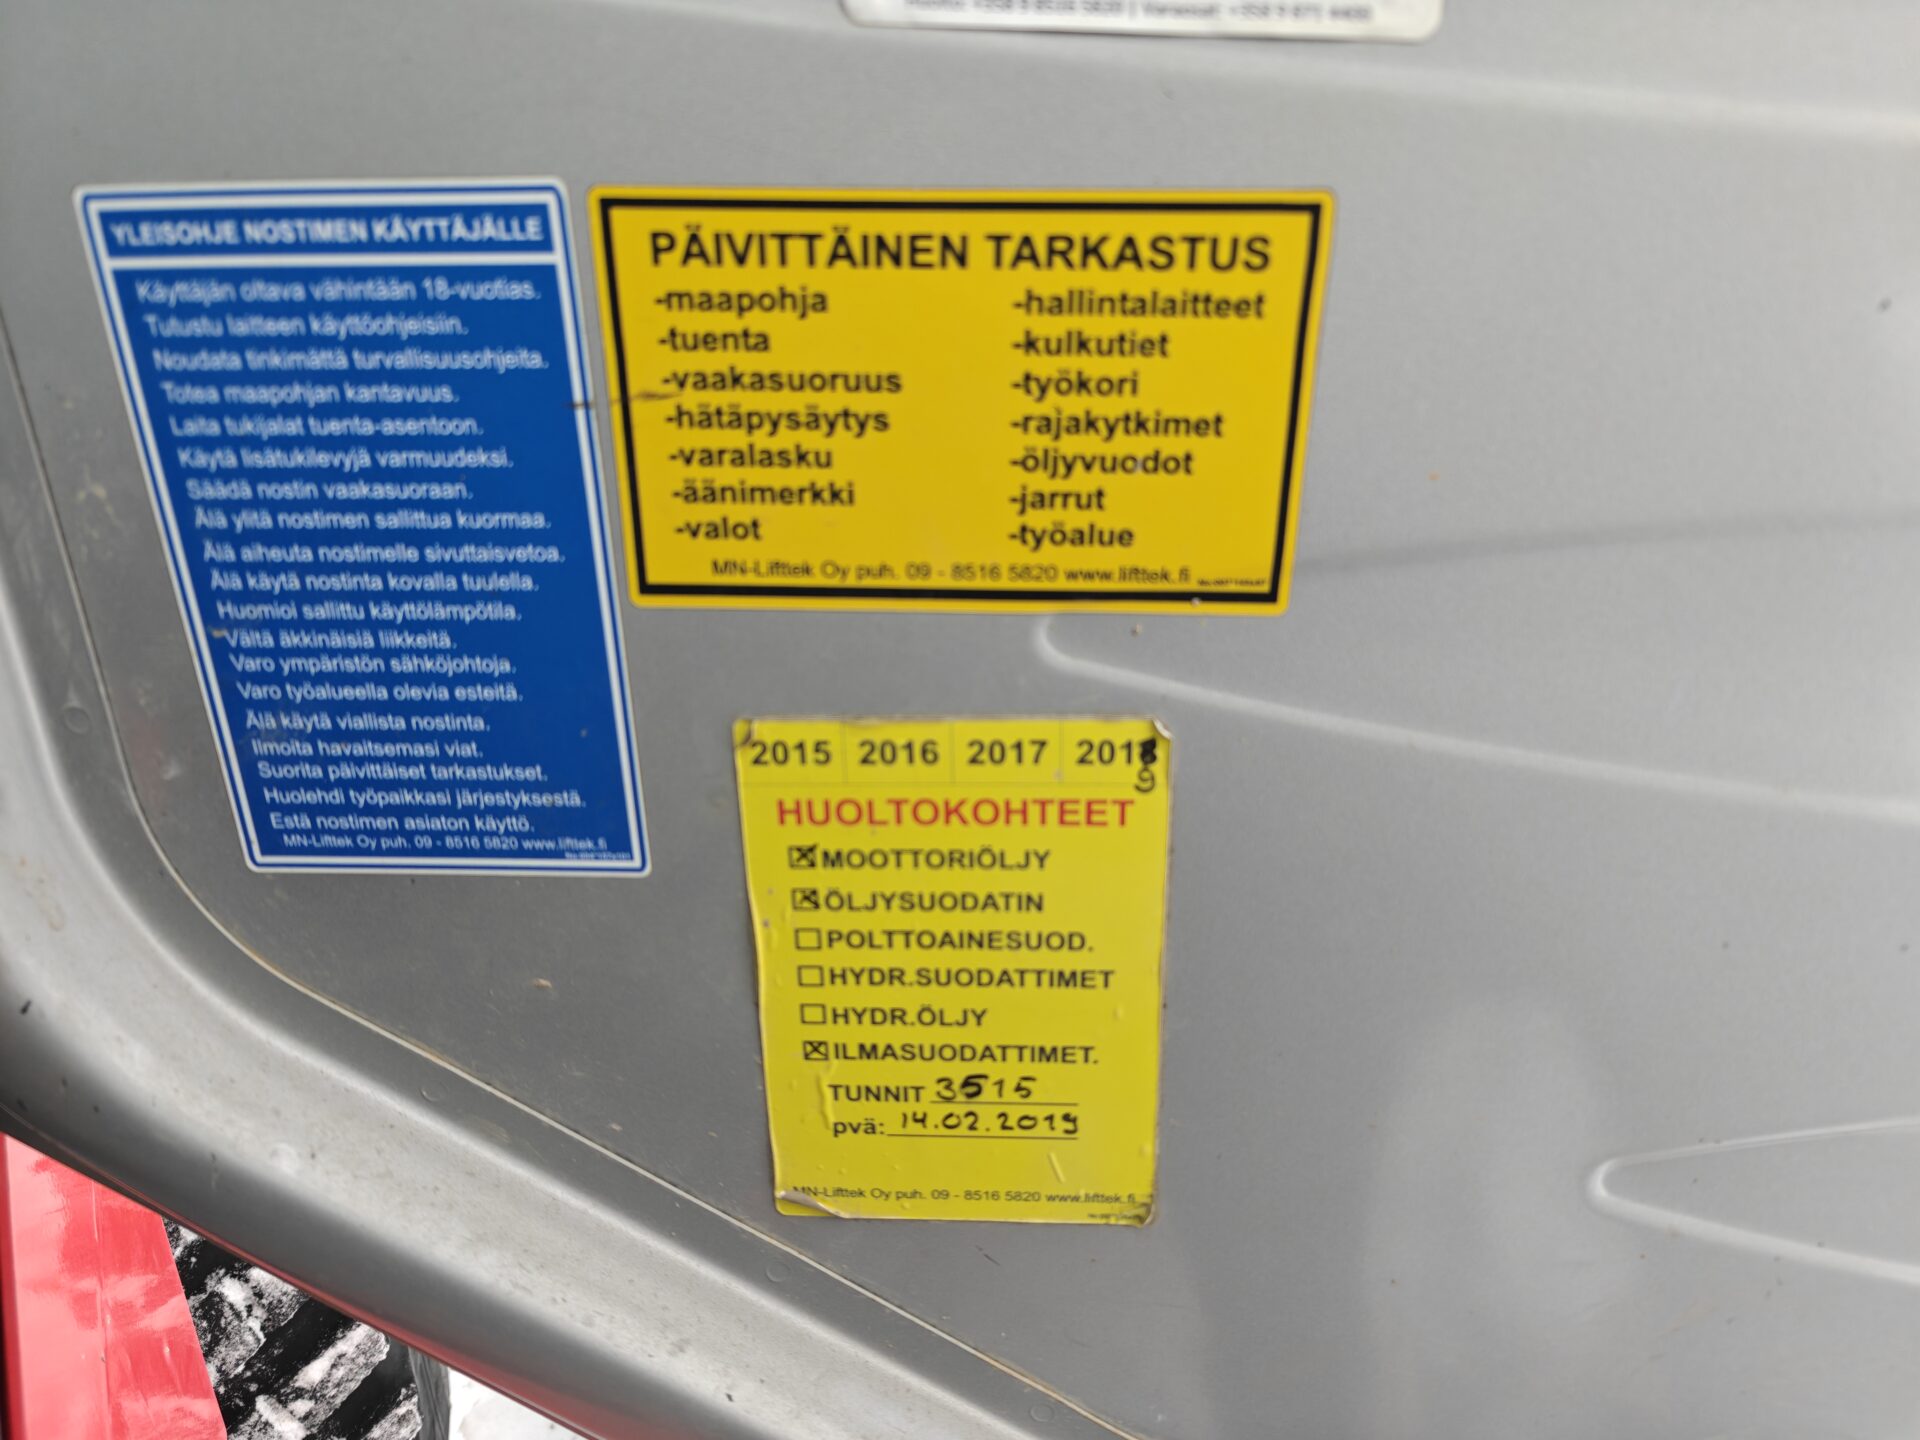 YLEISOHJE NOSTIMEN KÄYTTÄJÄLLE
Käyttäjän oltava vähintään 18-vuotias.
Tutustu laitteen käyttöohjeisiin.
Noudata tinkimättä turvallisuusohjeita.
Totea maapohjan kantavuus.
Laita tukijalat tuenta-asentoon.
Käytä lisätukilevyjä varmuudeksi.
Säädä nostin vaakasuoraan.
Älä ylitä nostimen sallittua kuormaa.
Älä aiheuta nostimelle sivuttaisvetoa.
Älä käytä nostinta kovalla tuulella.
Huomioi sallittu käyttölämpötila.
Vältä äkkinäisiä liikkeitä.
Varo ympäristön sähköjohtoja.
Varo työalueella olevia esteitä.
Älä käytä viallista nostinta.
Ilmoita havaitsemasi viat.
Suorita päivittäiset tarkastukset.
Huolehdi työpaikkasi järjestyksestä.
Estä nostimen asiaton käyttö.
MN-Lifttek Oy puh. 09 - 8516 5820 www.lifttek.fi
PÄIVITTÄINEN TARKASTUS
-maapohja
-tuenta
-vaakasuoruus
-hätäpysäytys
-varalasku
-äänimerkki
-valot
-hallintalaitteet
-kulkutiet
-työkori
-rajakytkimet
-öljyvuodot
-jarrut
-työalue
MN-Lifttek Oy puh. 09 - 8516 5820 www.lifttek.fi
2015 2016 2017 2018
9
HUOLTOKOHTEET
MOOTTORIÖLJY
ÖLJYSUODATIN
POLTTOAINESUOD.
HYDR.SUODATTIMET
HYDR.ÖLJY
ILMASUODATTIMET.
TUNNIT 3515
pvä: 14.02.2019
MN-Lifttek Oy puh. 09 - 8516 5820 www.lifttek.fi